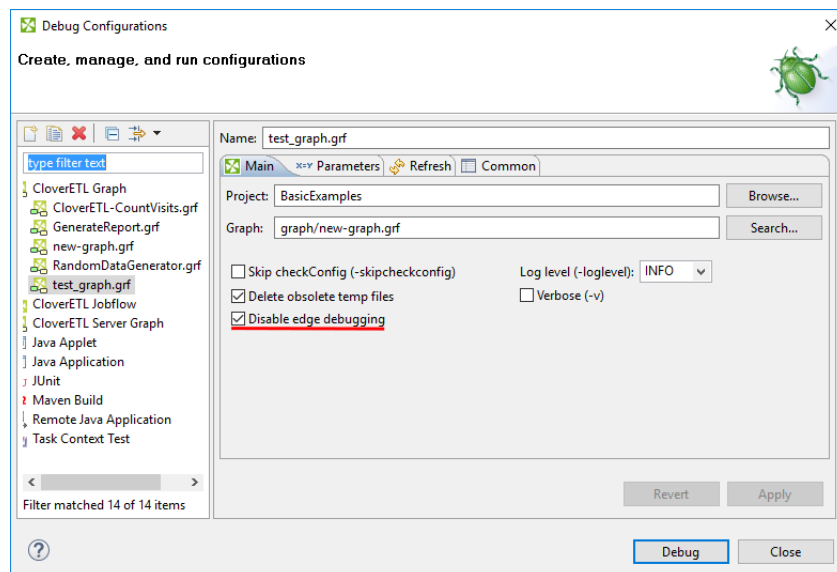 Debug Configurations
Create, manage, and run configurations
type filter text
CloverETL Graph
CloverETL-CountVisits.grf
GenerateReport.grf
new-graph.grf
RandomDataGenerator.grf
test_graph.grf
CloverETL Jobflow
CloverETL Server Graph
Java Applet
Java Application
JUnit
Maven Build
Remote Java Application
Task Context Test
Filter matched 14 of 14 items
Name: test_graph.grf
Main x=y Parameters Refresh Common
Project: BasicExamples Browse...
Graph: graph/new-graph.grf Search...
Skip checkConfig (-skipcheckconfig) Log level (-loglevel): INFO
Delete obsolete temp files Verbose (-v)
Disable edge debugging
Revert Apply
? Debug Close